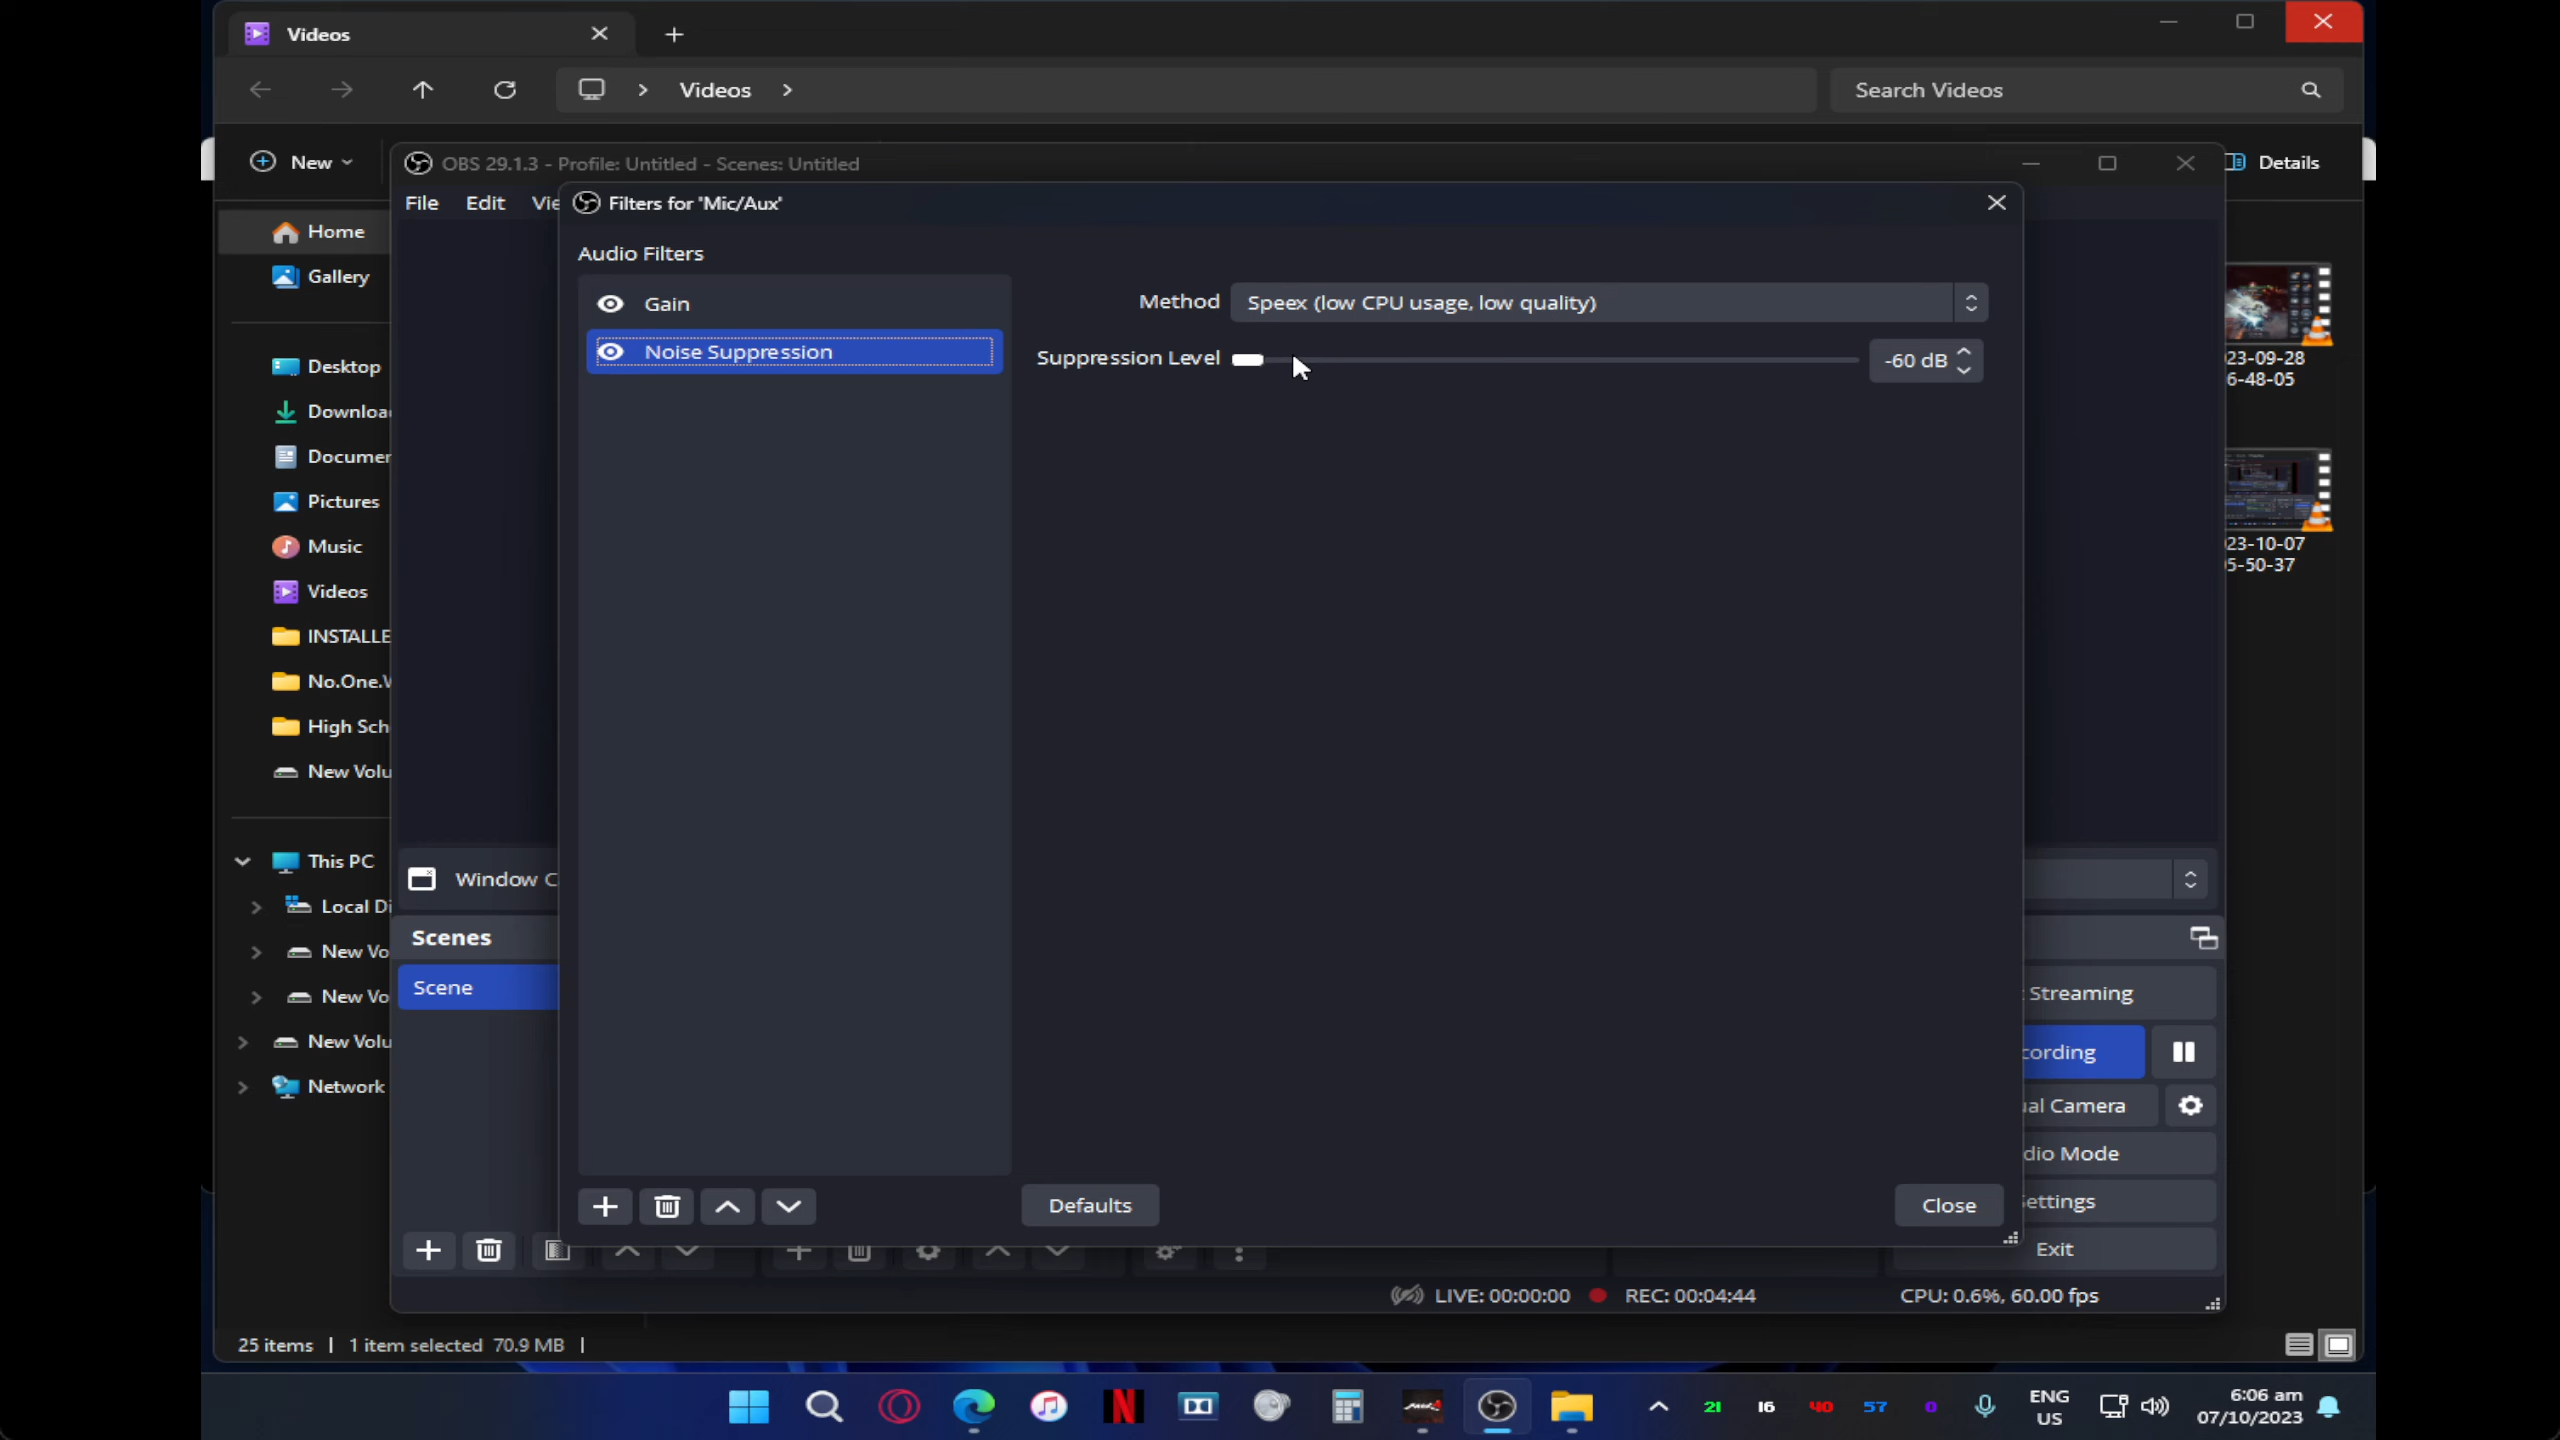 Videos
Videos
Search Videos
New
OBS 29.1.3 - Profile: Untitled - Scenes: Untitled
Details
File Edit Vie
Filters for 'Mic/Aux'
Home
Gallery
Desktop
Downloa
Documer
Pictures
Music
Videos
INSTALLE
No.One.W
High Sch
New Volu
This PC
Local Di
New Vo
New Vo
New Volu
Network
Audio Filters
Gain
Noise Suppression
Method
Speex (low CPU usage, low quality)
Suppression Level
-60 dB
23-09-28
6-48-05
23-10-07
5-50-37
Window C
Scenes
Scene
Streaming
cording
ual Camera
dio Mode
ettings
Exit
Defaults
Close
LIVE: 00:00:00
REC: 00:04:44
CPU: 0.6%, 60.00 fps
25 items
1 item selected 70.9 MB
21 16 40 57 0
ENG
US
6:06 am
07/10/2023